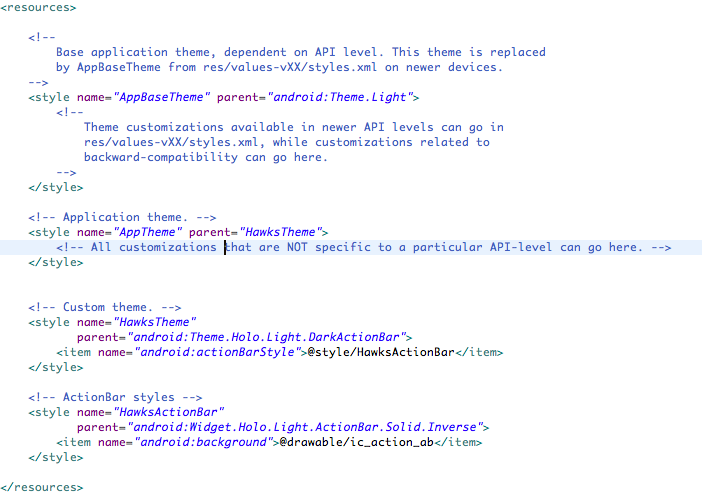 <resources>
<!--
Base application theme, dependent on API level. This theme is replaced
by AppBaseTheme from res/values-vXX/styles.xml on newer devices.
-->
<style name="AppBaseTheme" parent="android:Theme.Light">
<!--
Theme customizations available in newer API levels can go in
res/values-vXX/styles.xml, while customizations related to
backward-compatibility can go here.
-->
</style>
<!-- Application theme. -->
<style name="AppTheme" parent="HawksTheme">
<!-- All customizations that are NOT specific to a particular API-level can go here. -->
</style>
<!-- Custom theme. -->
<style name="HawksTheme"
parent="android:Theme.Holo.Light.DarkActionBar">
<item name="android:actionBarStyle">@style/HawksActionBar</item>
</style>
<!-- ActionBar styles -->
<style name="HawksActionBar"
parent="android:Widget.Holo.Light.ActionBar.Solid.Inverse">
<item name="android:background">@drawable/ic_action_ab</item>
</style>
</resources>